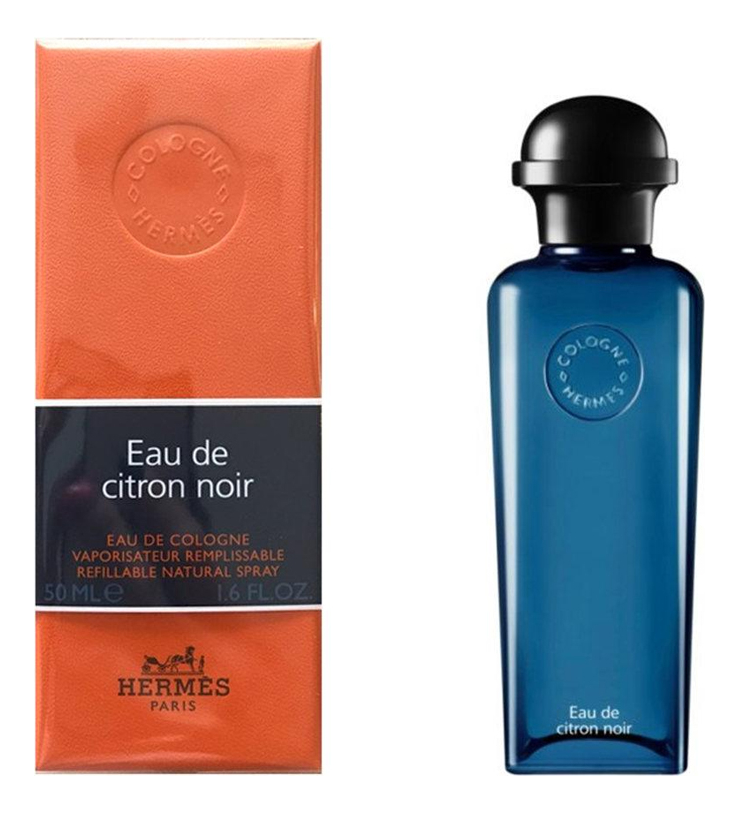 COLOGNE
HERMÈS
Eau de
citron noir
EAU DE COLOGNE
VAPORISATEUR REMPLISSABLE
REFILLABLE NATURAL SPRAY
50 ML e 1.6 FL.OZ.
HERMÈS
PARIS
COLOGNE
HERMÈS
Eau de
citron noir